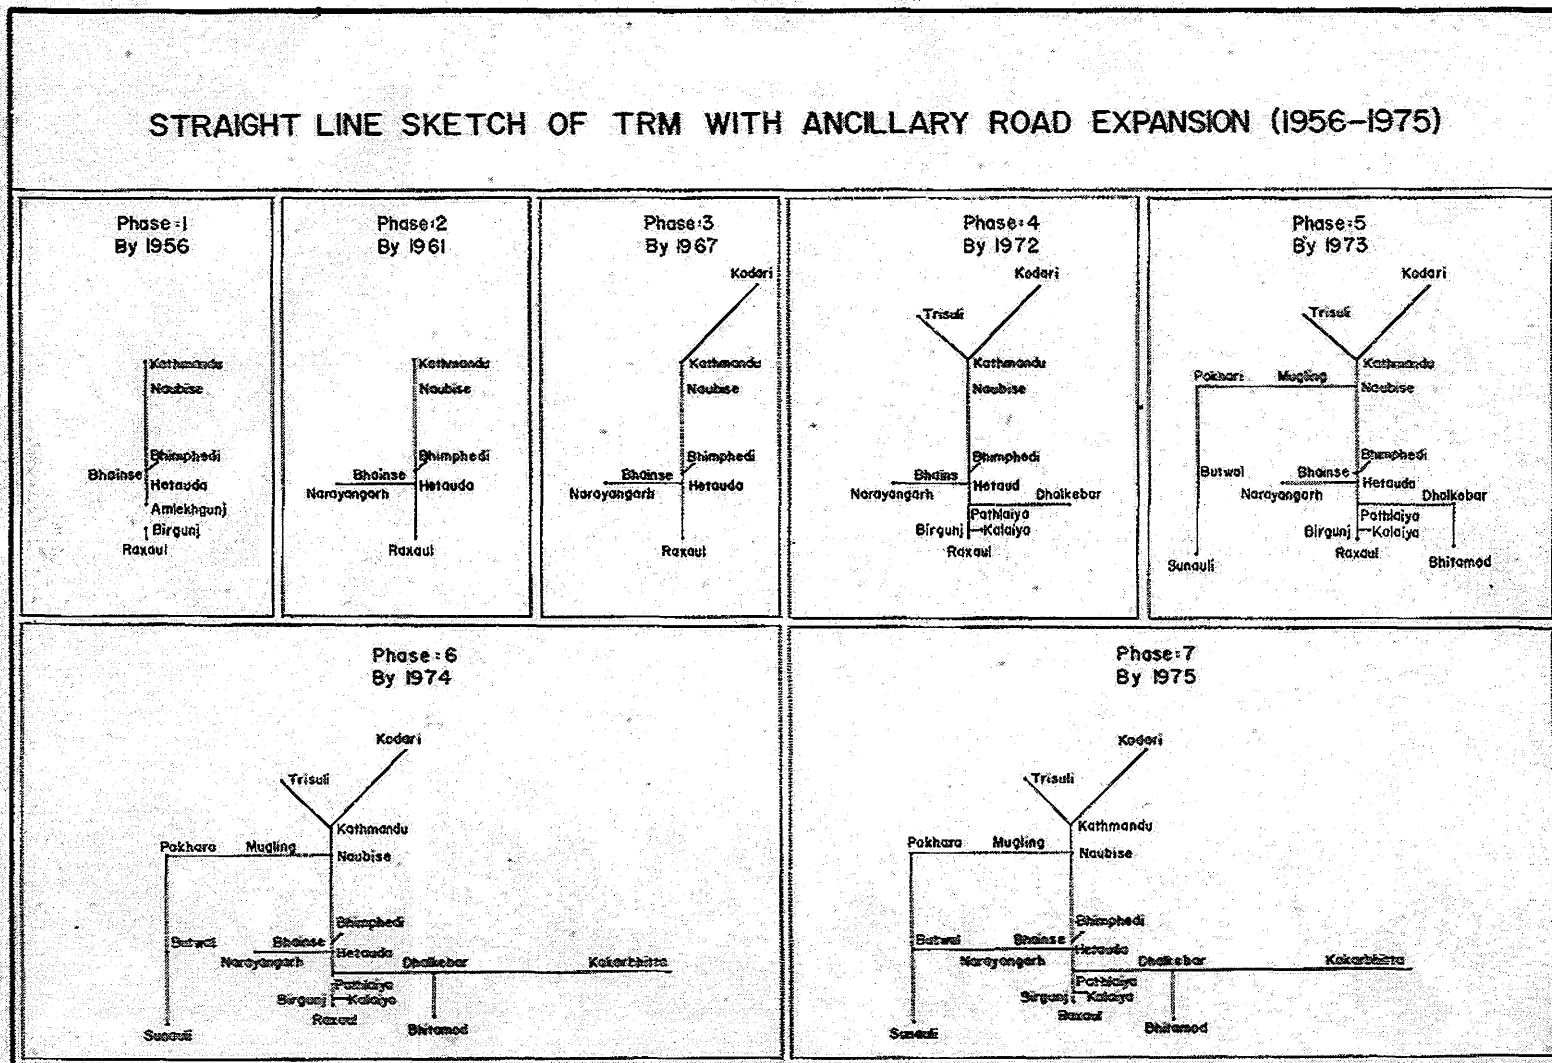 STRAIGHT LINE SKETCH OF TRM WITH ANCILLARY ROAD EXPANSION (1956-1975)
Phase:1
By 1956
Kathmandu
Naubise
Bhimphedi
Bhainse
Hetauda
Amlekhgunj
Birgunj
Raxaul
Phase:2
By 1961
Kathmandu
Naubise
Bhimphedi
Bhainse
Hetauda
Narayangarh
Raxaul
Phase:3
By 1967
Kodari
Kathmandu
Naubise
Bhimphedi
Bhainse
Hetauda
Narayangarh
Raxaul
Phase:4
By 1972
Kodari
Trisuli
Kathmandu
Naubise
Bhimphedi
Bhains
Hetaud
Narayangarh
Dhalkebar
Pathlaiya
Birgunj
Kalaiya
Raxaul
Phase:5
By 1973
Kodari
Trisuli
Kathmandu
Pokhari Mugling
Naubise
Bhimphedi
Butwal
Bhainse
Hetauda
Narayangarh
Dhalkebar
Pathlaiya
Birgunj
Kalaiya
Raxaul
Sunauli
Bhitamod
Phase:6
By 1974
Kodari
Trisuli
Kathmandu
Pokhara Mugling
Naubise
Bhimphedi
Butwal
Bhainse
Hetauda
Narayangarh
Dhalkebar
Kakarbhitta
Pathlaiya
Birgunj
Kalaiya
Raxaul
Sunauli
Bhitamod
Phase:7
By 1975
Kodari
Trisuli
Kathmandu
Pokhara Mugling
Naubise
Bhimphedi
Butwal
Bhainse
Hetauda
Narayangarh
Dhalkebar
Kakarbhitta
Pathlaiya
Birgunj
Kalaiya
Raxaul
Sunauli
Bhitamod